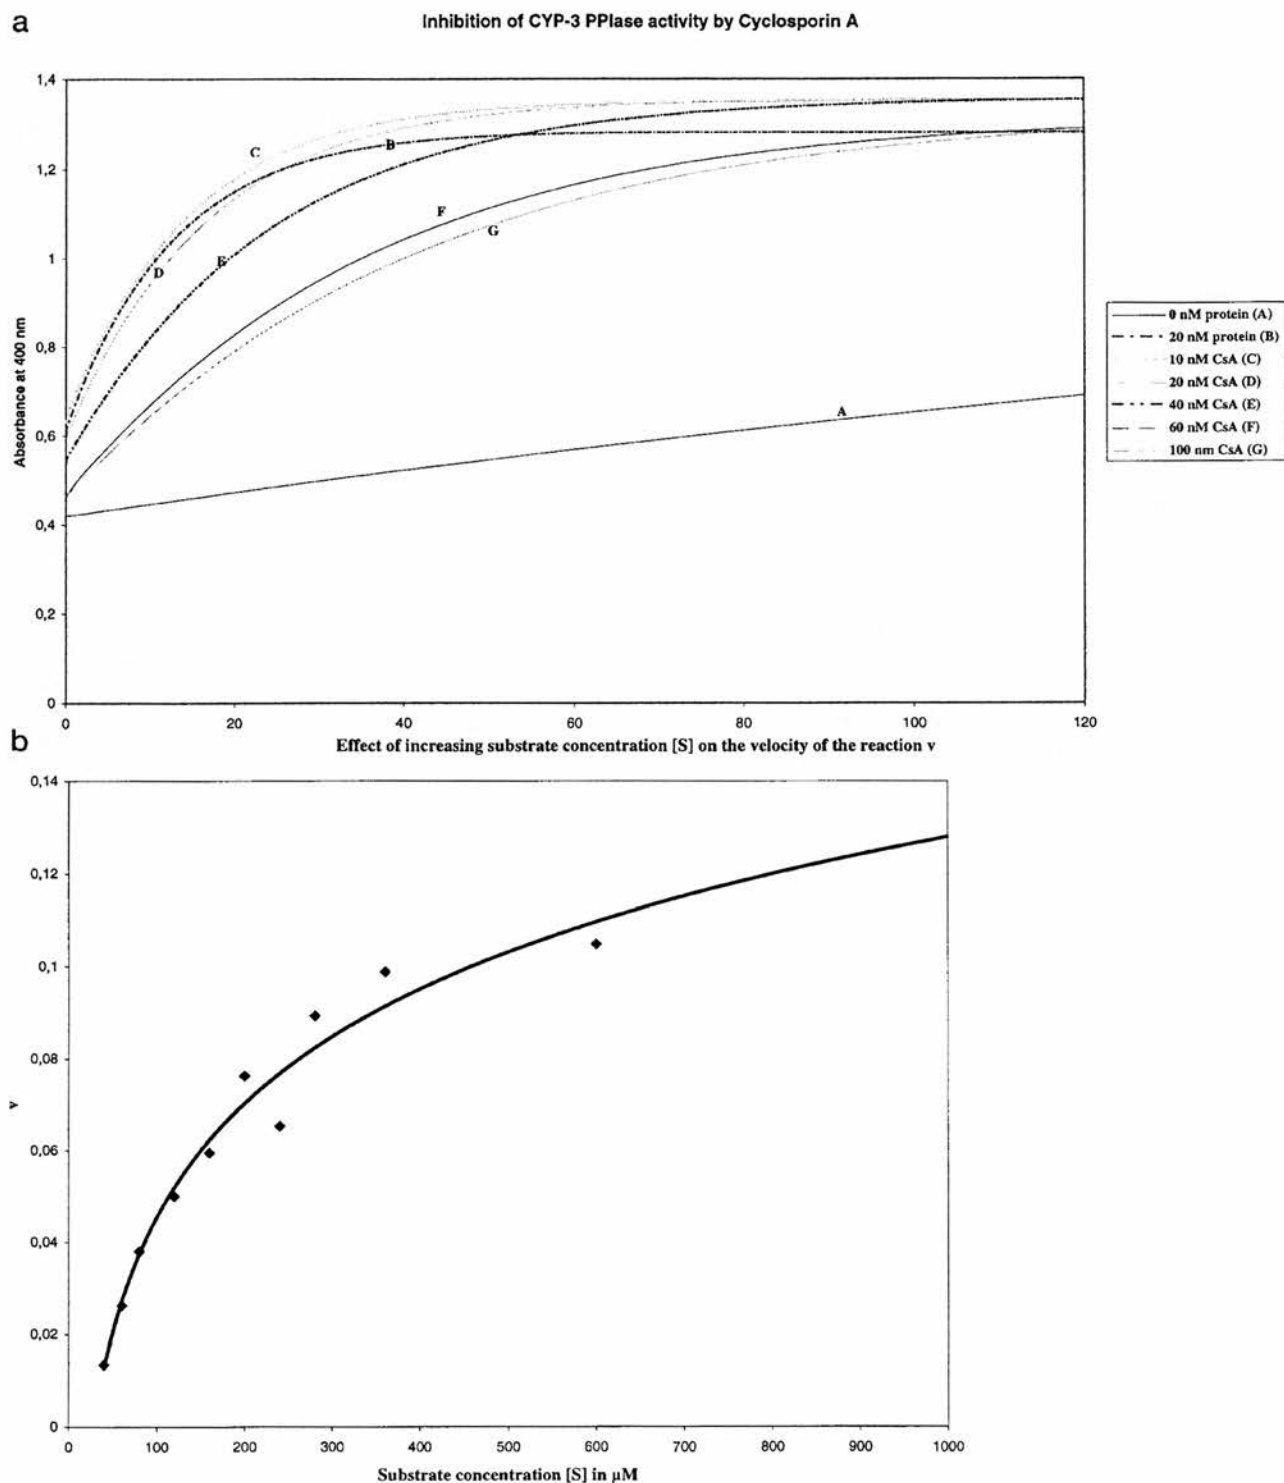 a
Inhibition of CYP-3 PPIase activity by Cyclosporin A
1,4
1,2
1
0,8
0,6
0,4
0,2
0
Absorbance at 400 nm
C
B
D
E
F
G
A
0 20 40 60 80 100 120
0 nM protein (A)
20 nM protein (B)
10 nM CsA (C)
20 nM CsA (D)
40 nM CsA (E)
60 nM CsA (F)
100 nm CsA (G)
b
Effect of increasing substrate concentration [S] on the velocity of the reaction v
0,14
0,12
0,1
0,08
0,06
0,04
0,02
0
v
0 100 200 300 400 500 600 700 800 900 1000
Substrate concentration [S] in µM